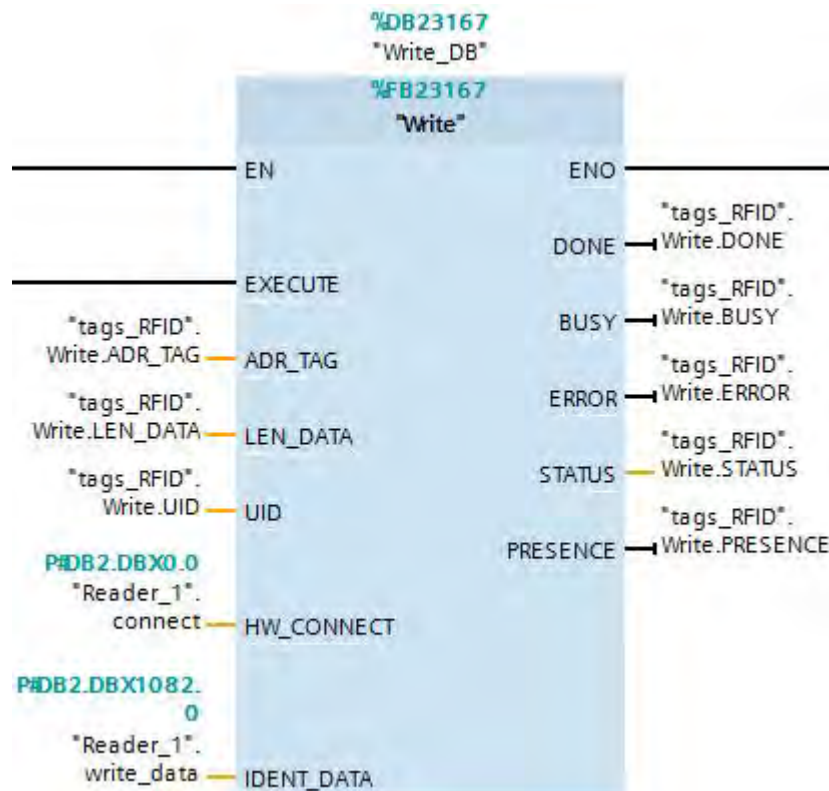 %DB23167
"Write_DB"
%FB23167
"Write"
EN
ENO
"tags_RFID".
DONE
Write.DONE
EXECUTE
"tags_RFID".
BUSY
Write.BUSY
"tags_RFID".
Write.ADR_TAG
ADR_TAG
"tags_RFID".
ERROR
Write.ERROR
"tags_RFID".
Write.LEN_DATA
LEN_DATA
"tags_RFID".
STATUS
Write.STATUS
"tags_RFID".
Write.UID
UID
"tags_RFID".
PRESENCE
Write.PRESENCE
P#DB2.DBX0.0
"Reader_1".
connect
HW_CONNECT
P#DB2.DBX1082.
0
"Reader_1".
write_data
IDENT_DATA